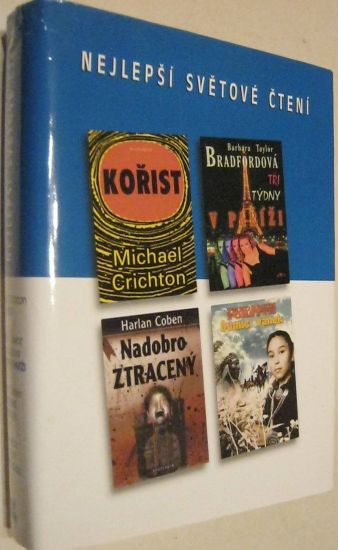 NEJLEPŠÍ SVĚTOVÉ ČTENÍ
KOŘIST
Michael
Crichton
Barbara Taylor
BRADFORDOVÁ
TŘI
TÝDNY
V PAŘÍŽI
Harlan Coben
Nadobro
ZTRACENÝ